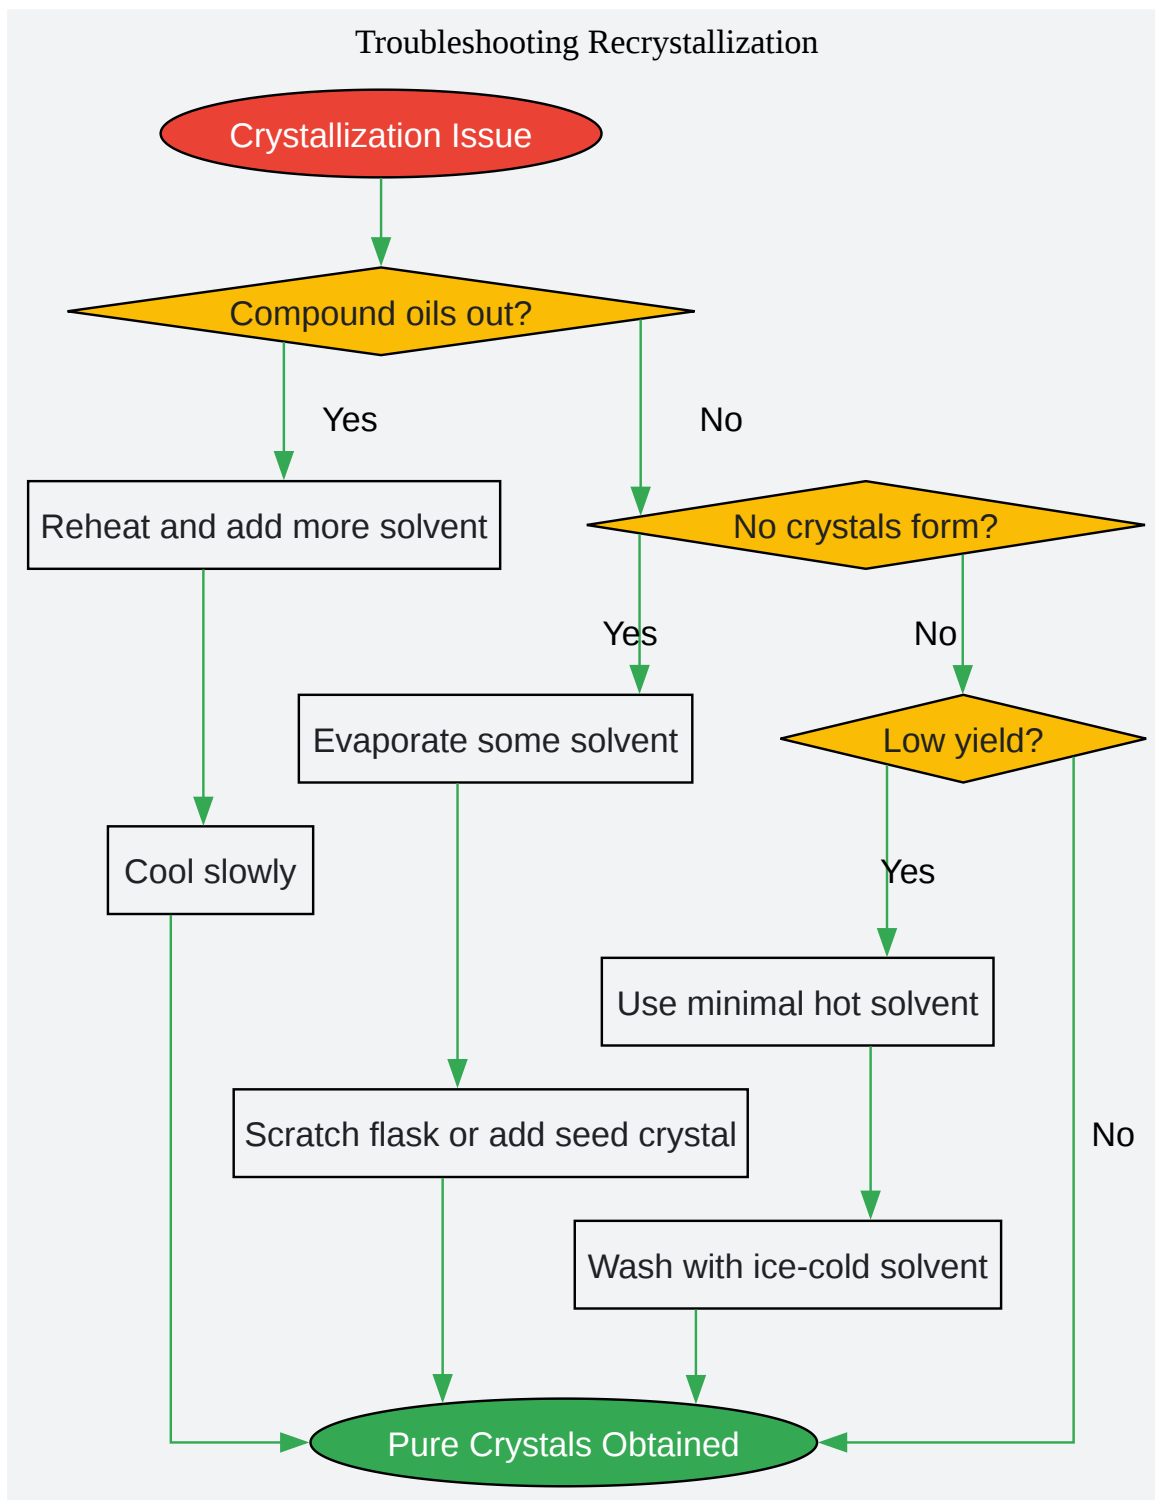 Troubleshooting Recrystallization
Crystallization Issue
Compound oils out?
Yes
No
Reheat and add more solvent
No crystals form?
Yes
No
Evaporate some solvent
Low yield?
Cool slowly
Yes
Use minimal hot solvent
Scratch flask or add seed crystal
No
Wash with ice-cold solvent
Pure Crystals Obtained